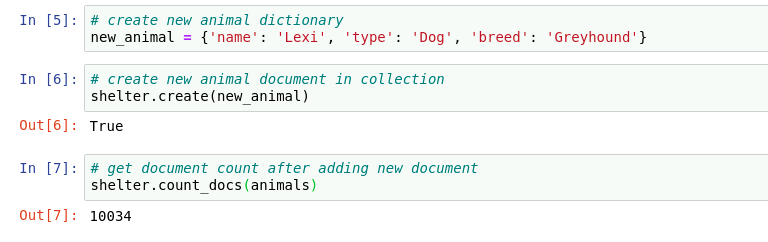 In [5]: # create new animal dictionary
new_animal = {'name': 'Lexi', 'type': 'Dog', 'breed': 'Greyhound'}
In [6]: # create new animal document in collection
shelter.create(new_animal)
Out[6]: True
In [7]: # get document count after adding new document
shelter.count_docs(animals)
Out[7]: 10034